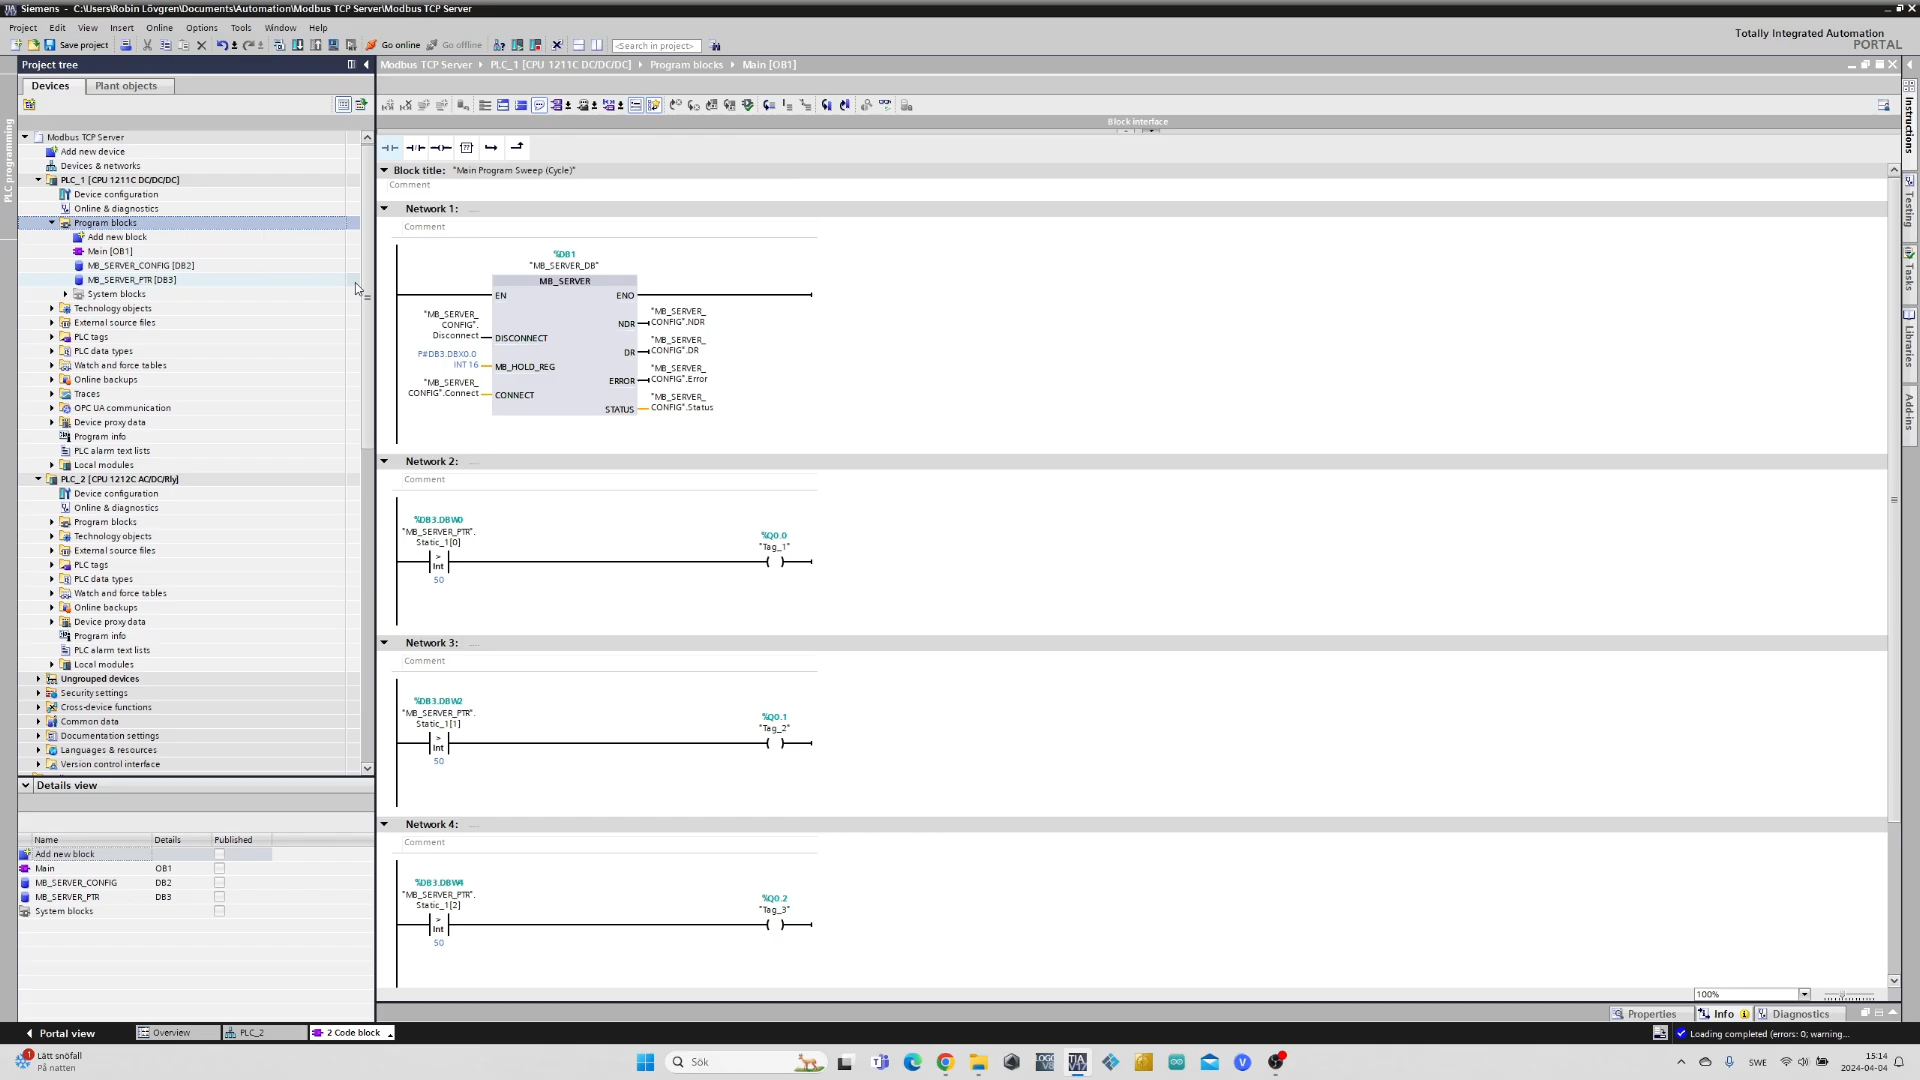 Siemens - C:\Users\Robin Lövgren\Documents\Automation\Modbus TCP Server\Modbus TCP Server
Project Edit View Insert Online Options Tools Window Help
Totally Integrated Automation
PORTAL
Save project
Go online
Go offline
<Search in project>
Project tree
Modbus TCP Server ▸ PLC_1 [CPU 1211C DC/DC/DC] ▸ Program blocks ▸ Main [OB1]
Devices
Plant objects
PLC programming
Modbus TCP Server
Add new device
Devices & networks
PLC_1 [CPU 1211C DC/DC/DC]
Device configuration
Online & diagnostics
Program blocks
Add new block
Main [OB1]
MB_SERVER_CONFIG [DB2]
MB_SERVER_PTR [DB3]
System blocks
Technology objects
External source files
PLC tags
PLC data types
Watch and force tables
Online backups
Traces
OPC UA communication
Device proxy data
Program info
PLC alarm text lists
Local modules
PLC_2 [CPU 1212C AC/DC/Rly]
Device configuration
Online & diagnostics
Program blocks
Technology objects
External source files
PLC tags
PLC data types
Watch and force tables
Online backups
Device proxy data
Program info
PLC alarm text lists
Local modules
Ungrouped devices
Security settings
Cross-device functions
Common data
Documentation settings
Languages & resources
Version control interface
Details view
Name Details Published
Add new block
Main OB1
MB_SERVER_CONFIG DB2
MB_SERVER_PTR DB3
System blocks
Block interface
Block title: "Main Program Sweep (Cycle)"
Comment
Network 1: .....
Comment
%DB1
"MB_SERVER_DB"
MB_SERVER
EN ENO
"MB_SERVER_
CONFIG".
Disconnect
DISCONNECT
P#DB3.DBX0.0
INT 16
MB_HOLD_REG
"MB_SERVER_
CONFIG".Connect
CONNECT
NDR
"MB_SERVER_
CONFIG".NDR
DR
"MB_SERVER_
CONFIG".DR
ERROR
"MB_SERVER_
CONFIG".Error
STATUS
"MB_SERVER_
CONFIG".Status
Network 2: .....
Comment
%DB3.DBW0
"MB_SERVER_PTR".
Static_1[0]
>
Int
50
%Q0.0
"Tag_1"
Network 3: .....
Comment
%DB3.DBW2
"MB_SERVER_PTR".
Static_1[1]
>
Int
50
%Q0.1
"Tag_2"
Network 4: .....
Comment
%DB3.DBW4
"MB_SERVER_PTR".
Static_1[2]
>
Int
50
%Q0.2
"Tag_3"
100%
Instructions
Testing
Tasks
Libraries
Add-ins
Properties
Info
Diagnostics
Portal view
Overview
PLC_2
2 Code block
Loading completed (errors: 0; warning...
1
Lätt snöfall
På natten
Sök
SWE
15:14
2024-04-04